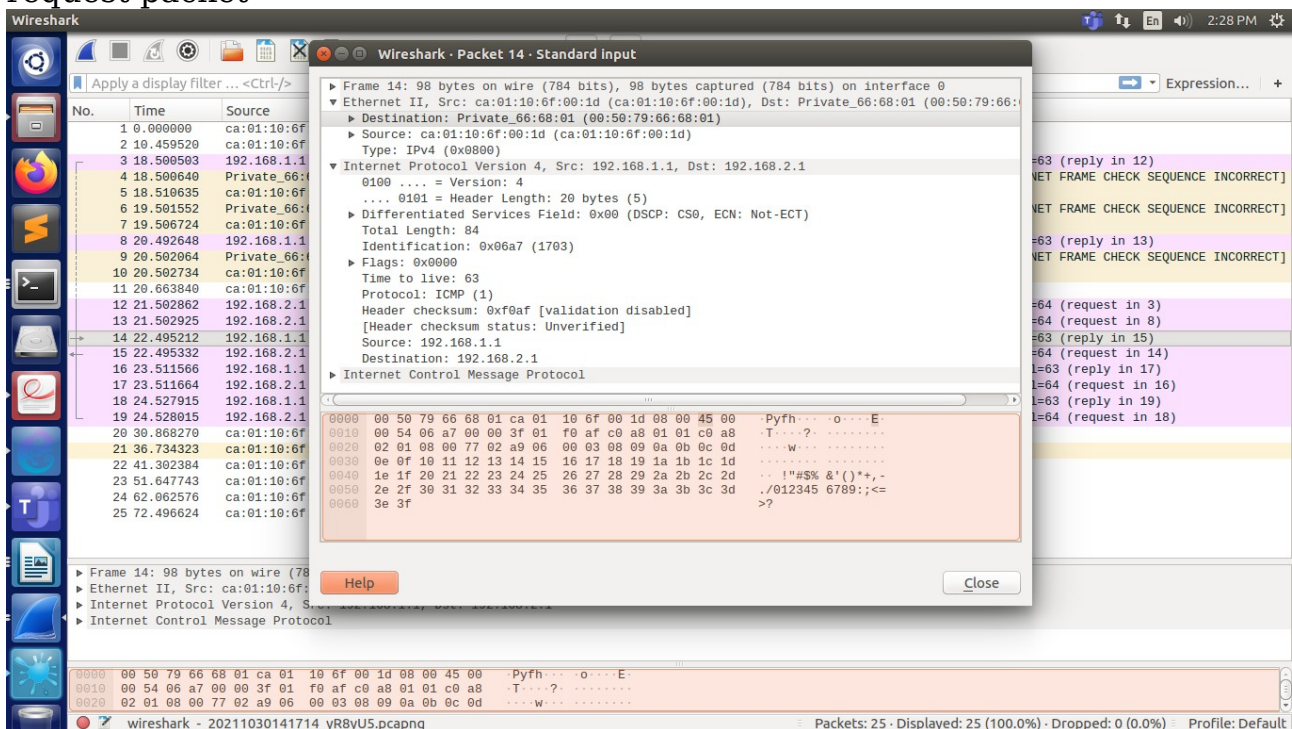 request packet
Wireshark
En
2:28 PM
Wireshark · Packet 14 · Standard input
Apply a display filter ... <Ctrl-/>
Expression... +
No. Time Source
1 0.000000 ca:01:10:6f
2 10.459520 ca:01:10:6f
3 18.500503 192.168.1.1 =63 (reply in 12)
4 18.500640 Private_66:6 NET FRAME CHECK SEQUENCE INCORRECT]
5 18.510635 ca:01:10:6f
6 19.501552 Private_66:6 NET FRAME CHECK SEQUENCE INCORRECT]
7 19.506724 ca:01:10:6f
8 20.492648 192.168.1.1 =63 (reply in 13)
9 20.502064 Private_66:6 NET FRAME CHECK SEQUENCE INCORRECT]
10 20.502734 ca:01:10:6f
11 20.663840 ca:01:10:6f
12 21.502862 192.168.2.1 =64 (request in 3)
13 21.502925 192.168.2.1 =64 (request in 8)
14 22.495212 192.168.1.1 =63 (reply in 15)
15 22.495332 192.168.2.1 =64 (request in 14)
16 23.511566 192.168.1.1 l=63 (reply in 17)
17 23.511664 192.168.2.1 l=64 (request in 16)
18 24.527915 192.168.1.1 l=63 (reply in 19)
19 24.528015 192.168.2.1 l=64 (request in 18)
20 30.868270 ca:01:10:6f
21 36.734323 ca:01:10:6f
22 41.302384 ca:01:10:6f
23 51.647743 ca:01:10:6f
24 62.062576 ca:01:10:6f
25 72.496624 ca:01:10:6f
Frame 14: 98 bytes on wire (784 bits), 98 bytes captured (784 bits) on interface 0
Ethernet II, Src: ca:01:10:6f:00:1d (ca:01:10:6f:00:1d), Dst: Private_66:68:01 (00:50:79:66:
Destination: Private_66:68:01 (00:50:79:66:68:01)
Source: ca:01:10:6f:00:1d (ca:01:10:6f:00:1d)
Type: IPv4 (0x0800)
Internet Protocol Version 4, Src: 192.168.1.1, Dst: 192.168.2.1
0100 .... = Version: 4
.... 0101 = Header Length: 20 bytes (5)
Differentiated Services Field: 0x00 (DSCP: CS0, ECN: Not-ECT)
Total Length: 84
Identification: 0x06a7 (1703)
Flags: 0x0000
Time to live: 63
Protocol: ICMP (1)
Header checksum: 0xf0af [validation disabled]
[Header checksum status: Unverified]
Source: 192.168.1.1
Destination: 192.168.2.1
Internet Control Message Protocol
0000 00 50 79 66 68 01 ca 01 10 6f 00 1d 08 00 45 00 ·Pyfh··· ·o····E·
0010 00 54 06 a7 00 00 3f 01 f0 af c0 a8 01 01 c0 a8 ·T····?· ········
0020 02 01 08 00 77 02 a9 06 00 03 08 09 0a 0b 0c 0d ····w··· ········
0030 0e 0f 10 11 12 13 14 15 16 17 18 19 1a 1b 1c 1d ········ ········
0040 1e 1f 20 21 22 23 24 25 26 27 28 29 2a 2b 2c 2d ·· !"#$% &'()*+,-
0050 2e 2f 30 31 32 33 34 35 36 37 38 39 3a 3b 3c 3d ./012345 6789:;<=
0060 3e 3f >?
Help
Close
Frame 14: 98 bytes on wire (78
Ethernet II, Src: ca:01:10:6f:
Internet Protocol Version 4, Src: 192.168.1.1, Dst: 192.168.2.1
Internet Control Message Protocol
0000 00 50 79 66 68 01 ca 01 10 6f 00 1d 08 00 45 00 ·Pyfh··· ·o····E·
0010 00 54 06 a7 00 00 3f 01 f0 af c0 a8 01 01 c0 a8 ·T····?· ········
0020 02 01 08 00 77 02 a9 06 00 03 08 09 0a 0b 0c 0d ····w··· ········
wireshark - 20211030141714 yR8yU5.pcapng
Packets: 25 · Displayed: 25 (100.0%) · Dropped: 0 (0.0%)
Profile: Default